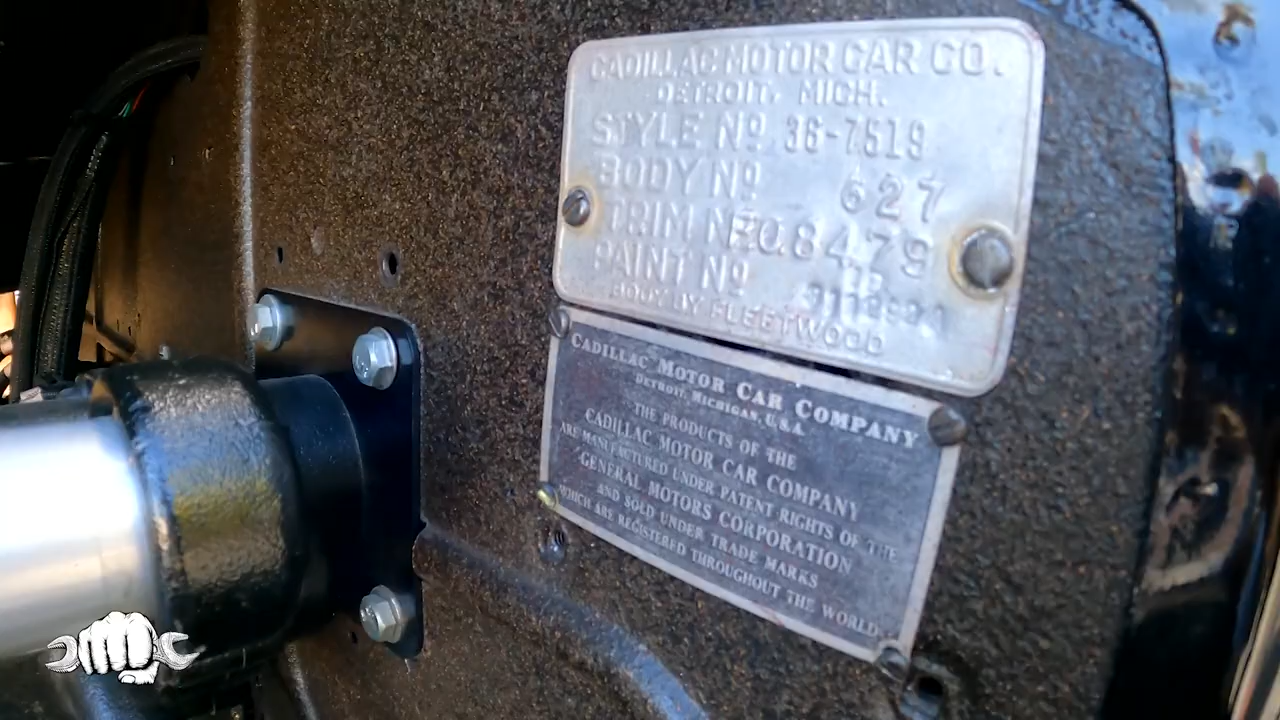 CADILLAC MOTOR CAR CO.
DETROIT, MICH.
STYLE Nº 36-7519
BODY Nº 627
TRIM 8479
PAINT Nº
BODY BY FLEETWOOD
CADILLAC MOTOR CAR COMPANY
DETROIT, MICHIGAN, U.S.A.
THE PRODUCTS OF THE
CADILLAC MOTOR CAR COMPANY
ARE MANUFACTURED UNDER PATENT RIGHTS OF THE
GENERAL MOTORS CORPORATION
AND SOLD UNDER TRADE MARKS
WHICH ARE REGISTERED THROUGHOUT THE WORLD